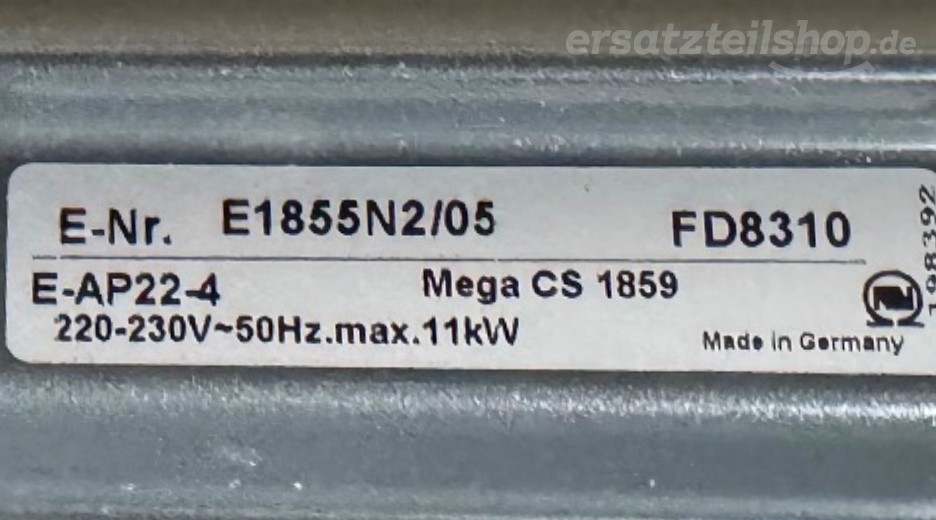 ersatzteilshop.de
E-Nr. E1855N2/05 FD8310
E-AP22-4 Mega CS 1859
220-230V~50Hz.max.11kW
Made in Germany